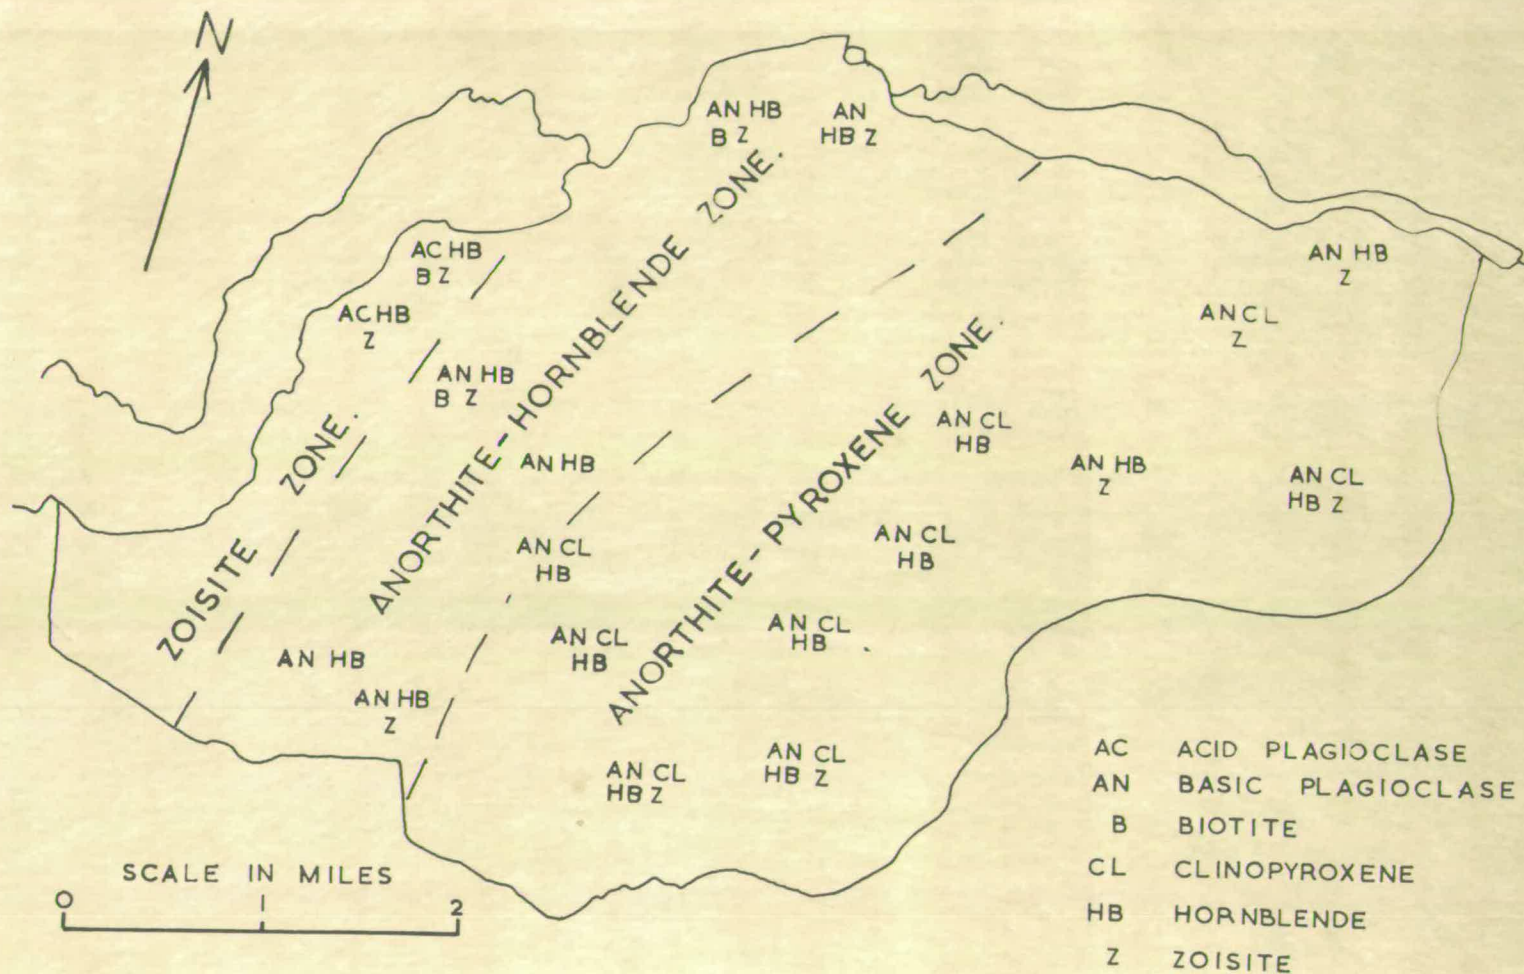 N
AN HB
B Z
AN
HB Z
AC HB
B Z
AN HB
Z
AC HB
Z
AN CL
Z
AN HB
B Z
AN CL
HB
AN HB
AN HB
Z
AN CL
HB Z
AN CL
HB
AN CL
HB
AN CL
HB
AN CL
HB
AN HB
AN HB
Z
AN CL
HB Z
AN CL
HB Z
ZOISITE ZONE.
ANORTHITE - HORNBLENDE ZONE.
ANORTHITE - PYROXENE ZONE.
AC ACID PLAGIOCLASE
AN BASIC PLAGIOCLASE
B BIOTITE
CL CLINOPYROXENE
HB HORNBLENDE
Z ZOISITE
SCALE IN MILES
0 1 2